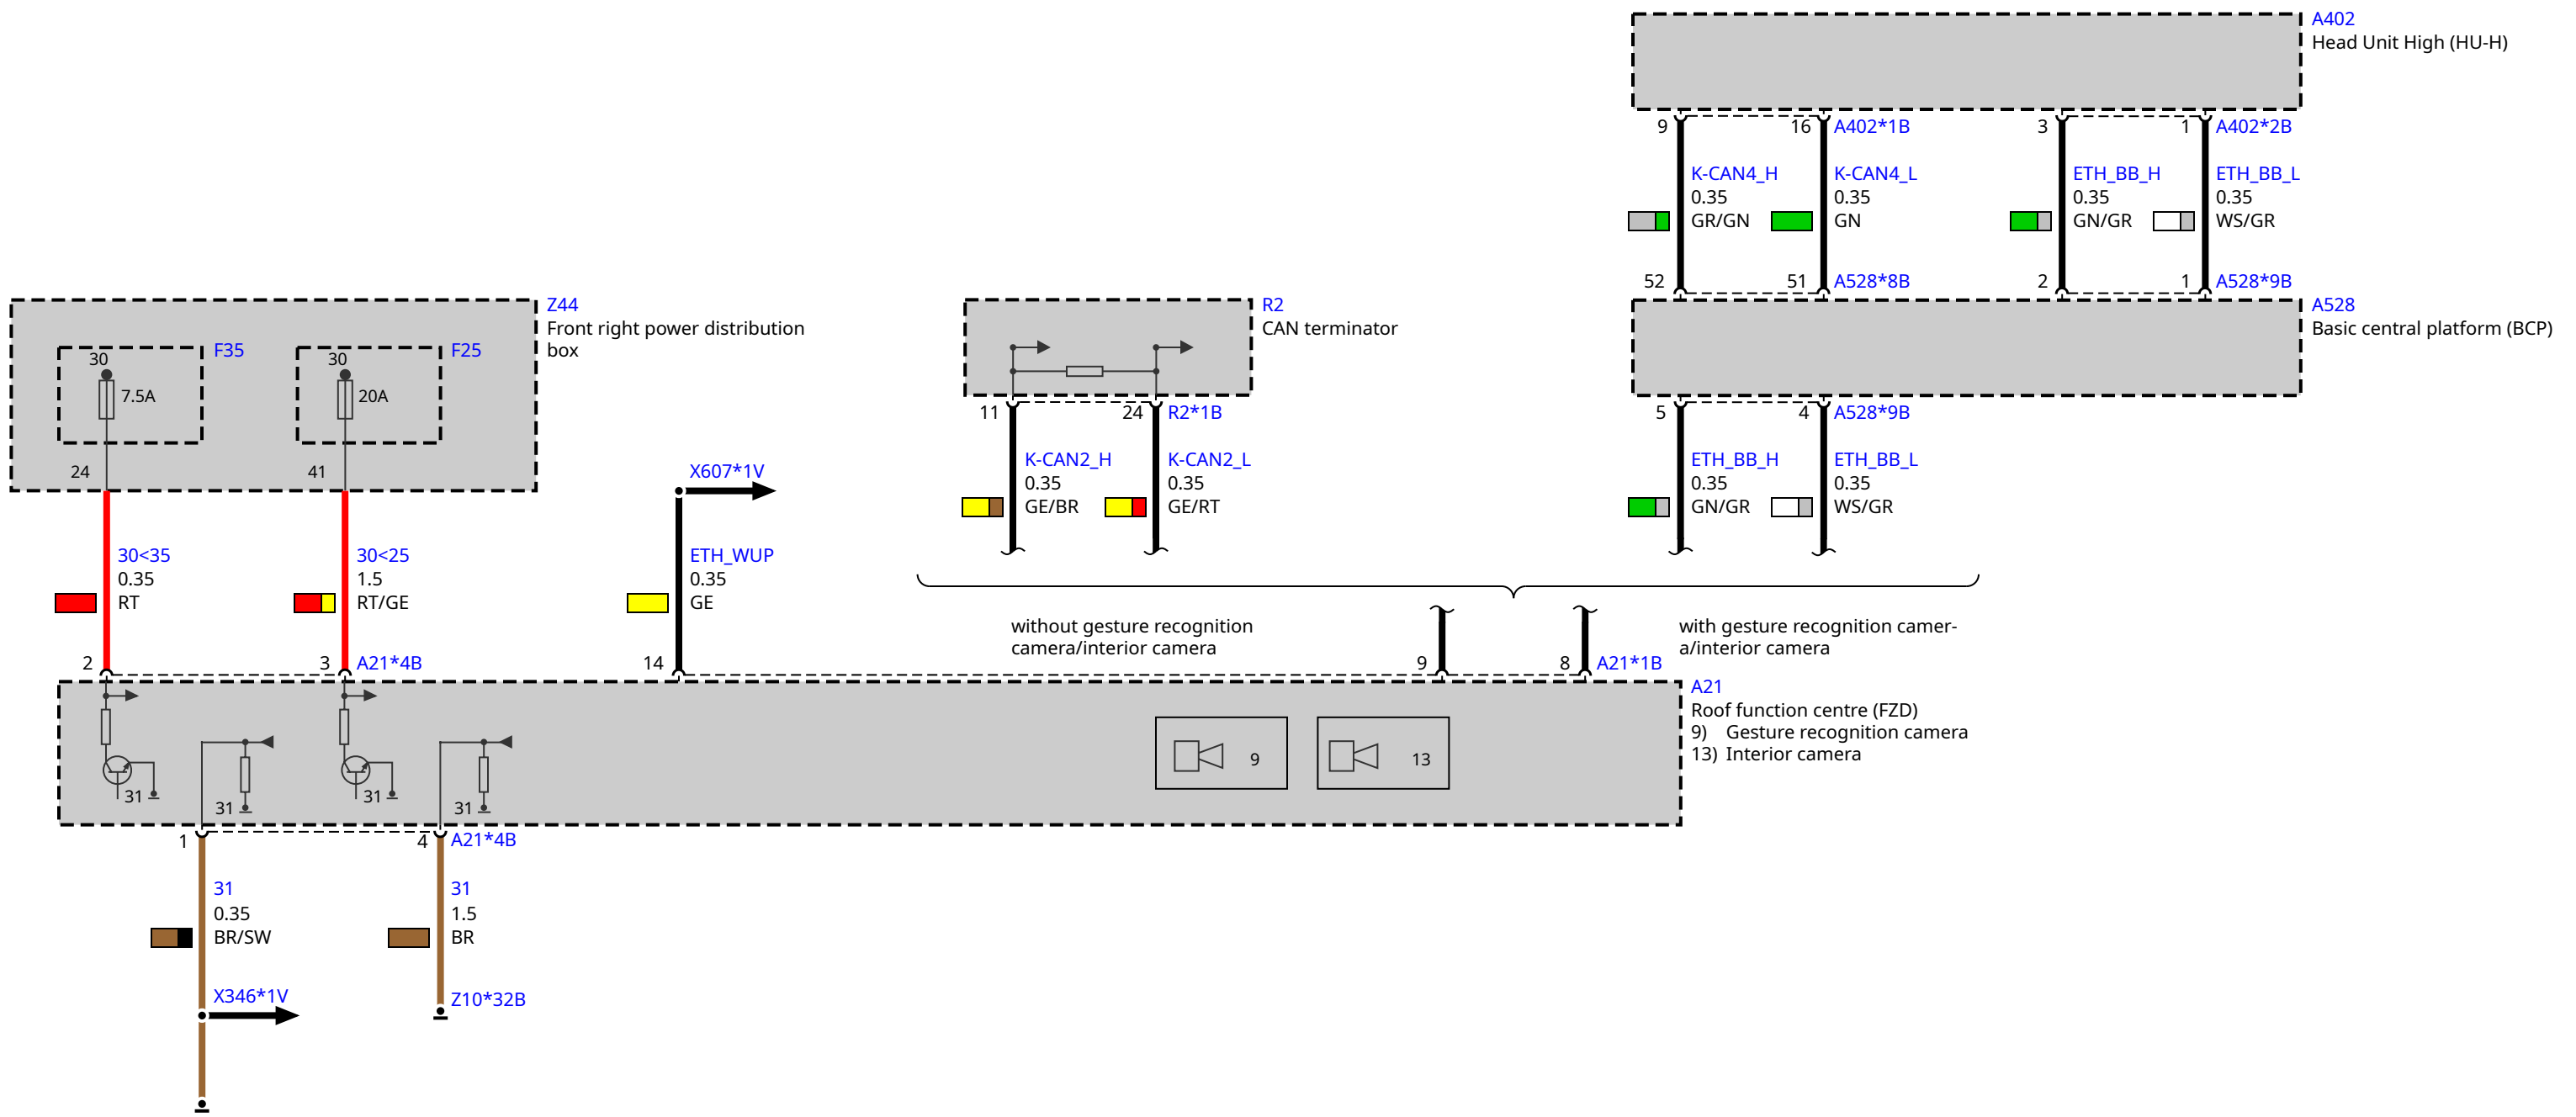 A402
Head Unit High (HU-H)
9
16
A402*1B
3
1
A402*2B
K-CAN4_H
0.35
GR/GN
K-CAN4_L
0.35
GN
ETH_BB_H
0.35
GN/GR
ETH_BB_L
0.35
WS/GR
52
51
A528*8B
2
1
A528*9B
A528
Basic central platform (BCP)
5
4
A528*9B
ETH_BB_H
0.35
GN/GR
ETH_BB_L
0.35
WS/GR
Z44
Front right power distribution
box
F35
30
7.5A
24
F25
30
20A
41
R2
CAN terminator
11
24
R2*1B
K-CAN2_H
0.35
GE/BR
K-CAN2_L
0.35
GE/RT
X607*1V
30<35
0.35
RT
30<25
1.5
RT/GE
ETH_WUP
0.35
GE
without gesture recognition
camera/interior camera
with gesture recognition camer-
a/interior camera
2
3
A21*4B
14
9
8
A21*1B
A21
Roof function centre (FZD)
9) Gesture recognition camera
13) Interior camera
31
31
31
31
9
13
1
4
A21*4B
31
0.35
BR/SW
31
1.5
BR
X346*1V
Z10*32B